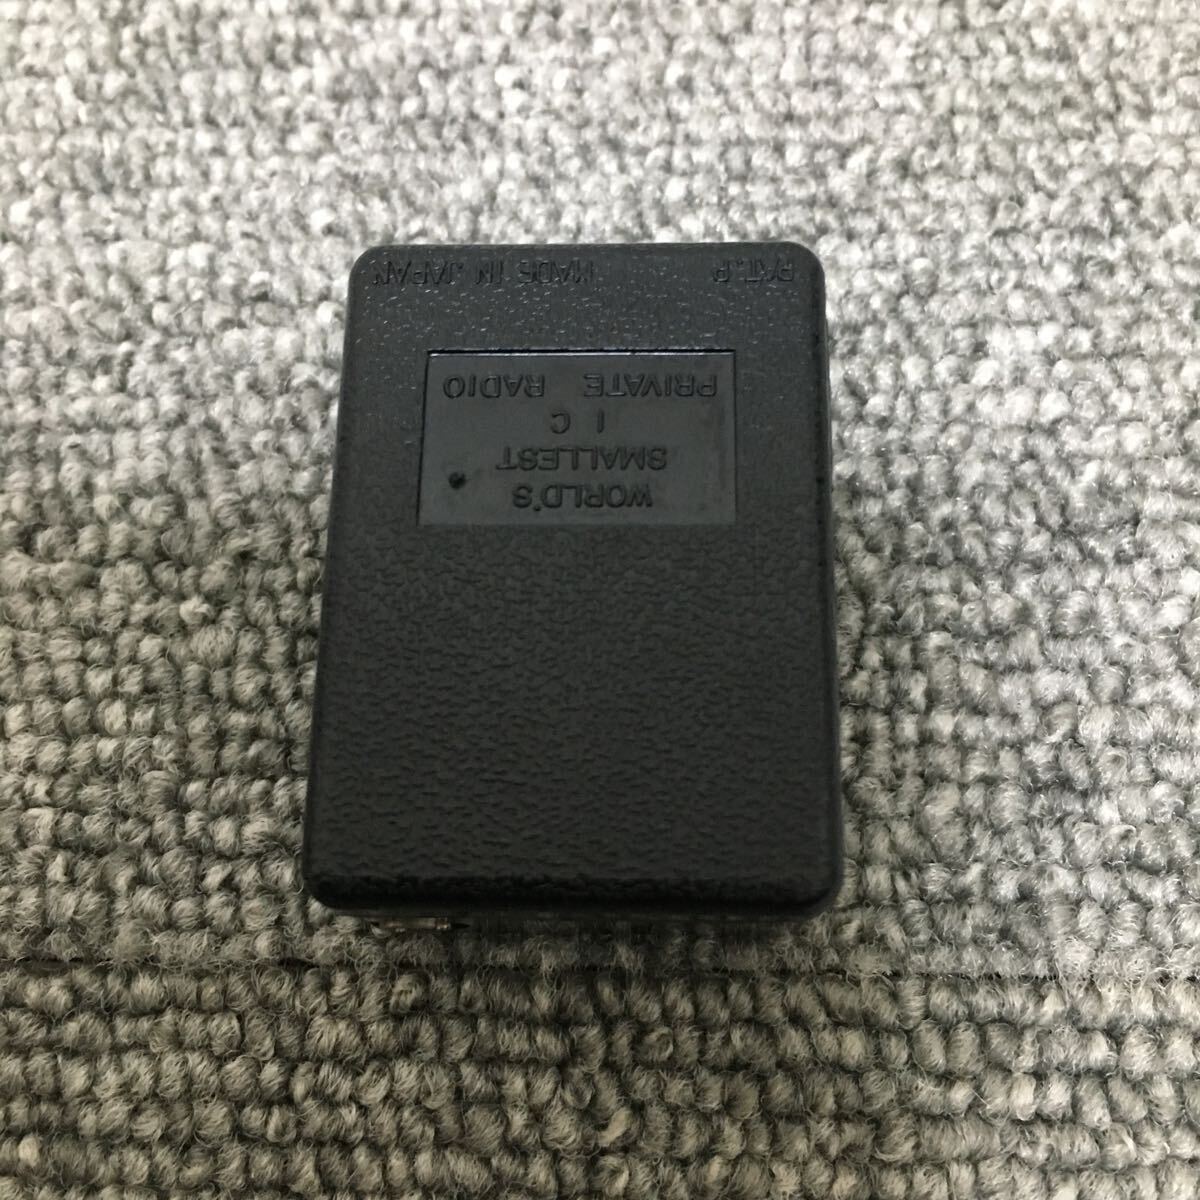 WORLD'S
SMALLEST
I C
PRIVATE RADIO
PAT.P MADE IN JAPAN